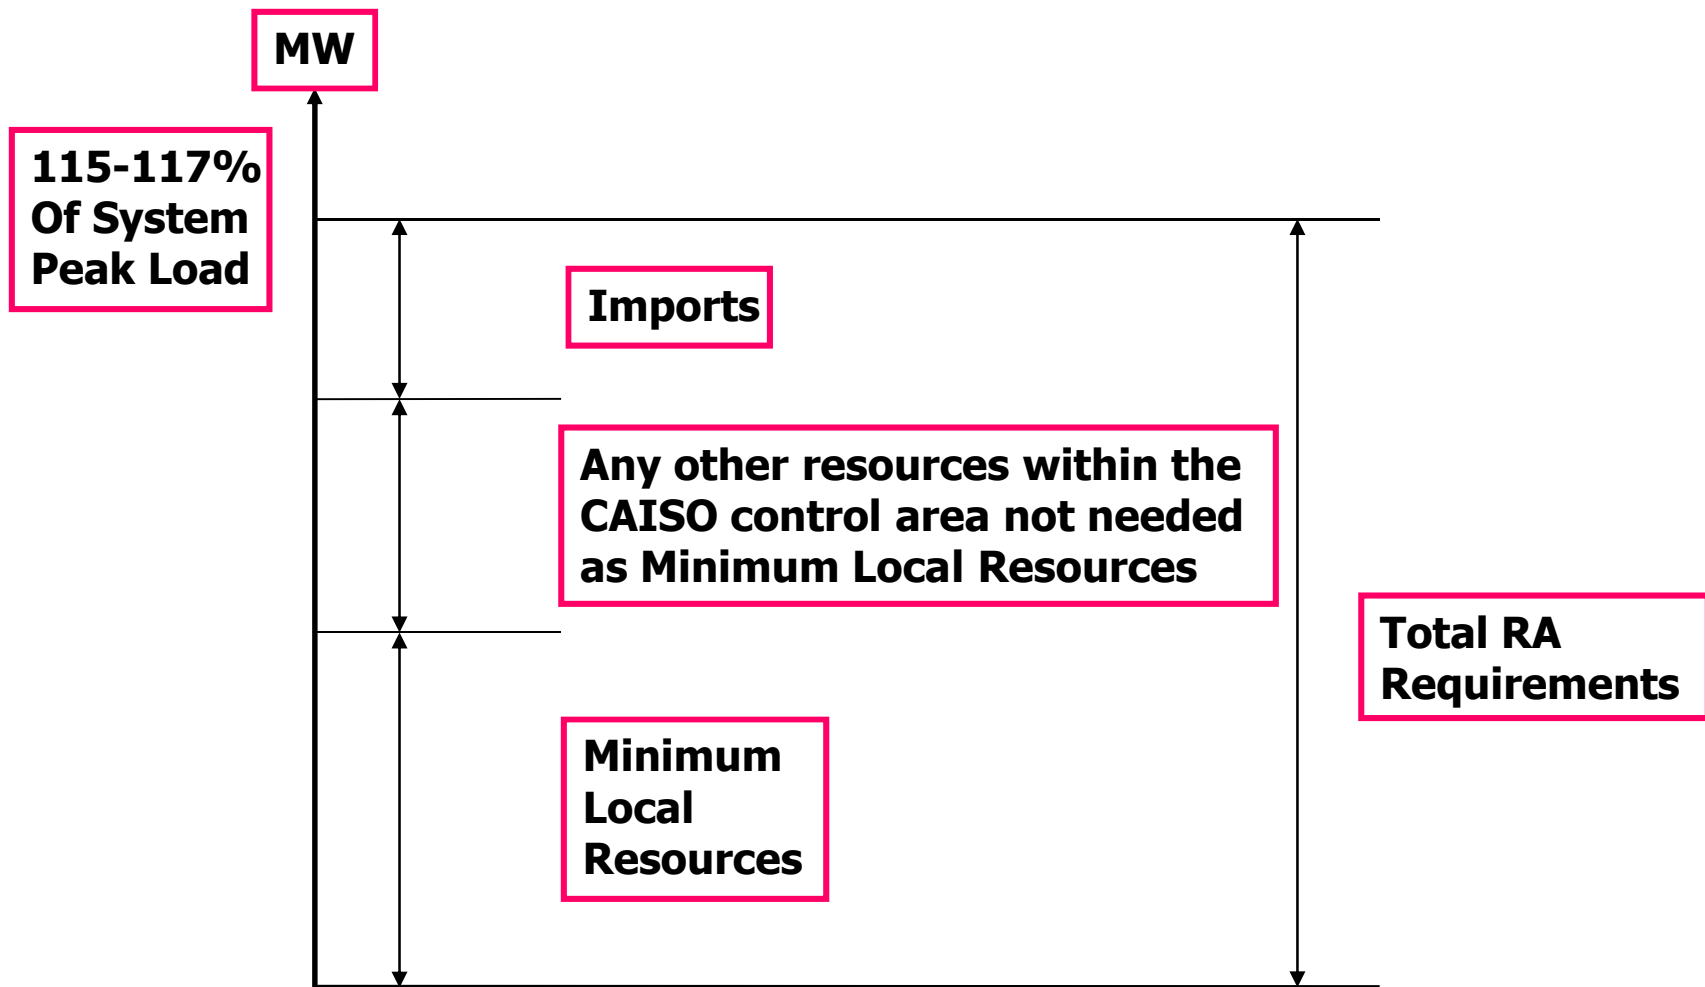 MW
115-117%
Of System
Peak Load
Imports
Any other resources within the
CAISO control area not needed
as Minimum Local Resources
Total RA
Requirements
Minimum
Local
Resources